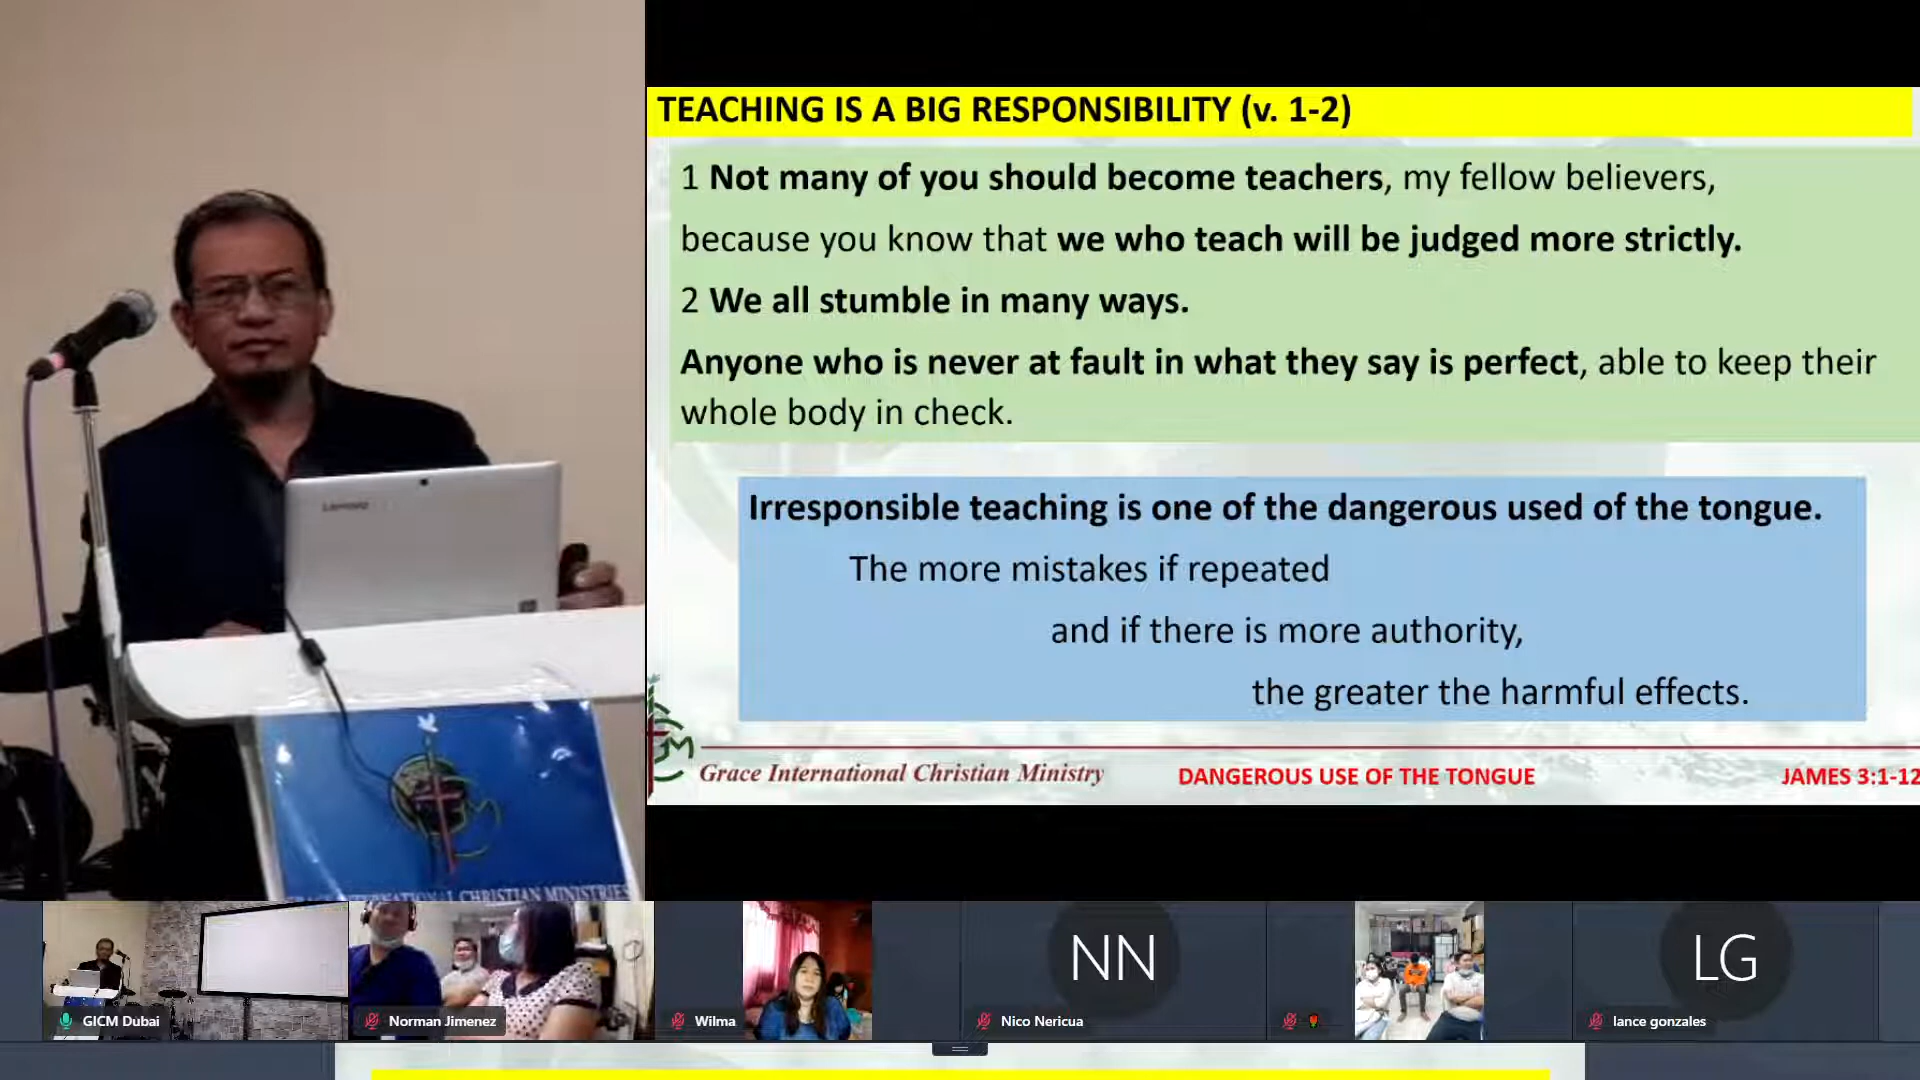 TEACHING IS A BIG RESPONSIBILITY (v. 1-2)
1 Not many of you should become teachers, my fellow believers,
because you know that we who teach will be judged more strictly.
2 We all stumble in many ways.
Anyone who is never at fault in what they say is perfect, able to keep their
whole body in check.
Irresponsible teaching is one of the dangerous used of the tongue.
The more mistakes if repeated
and if there is more authority,
the greater the harmful effects.
Grace International Christian Ministry
DANGEROUS USE OF THE TONGUE
JAMES 3:1-12
Lenovo
CHRISTIAN MINISTRIES
NN
LG
GICM Dubai
Norman Jimenez
Wilma
Nico Nericua
lance gonzales